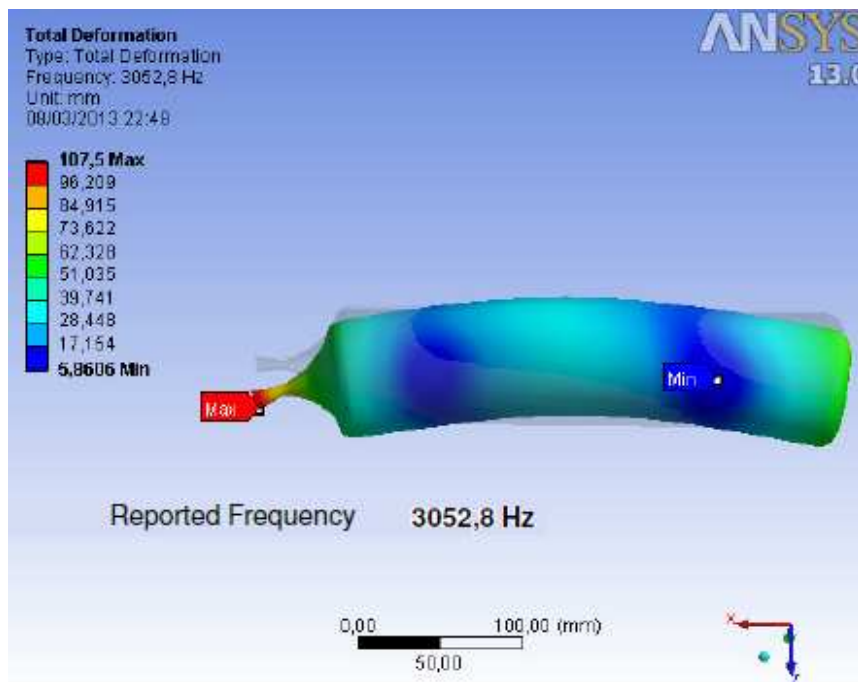 Total Deformation
Type: Total Deformation
Frequency: 3052,8 Hz
Unit: mm
08/03/2013 22:48
ANSYS
13.0
107,5 Max
96,209
84,915
73,622
62,328
51,035
39,741
28,448
17,154
5,8606 Min
Min
Max
Reported Frequency 3052,8 Hz
0,00 100,00 (mm)
50,00
X